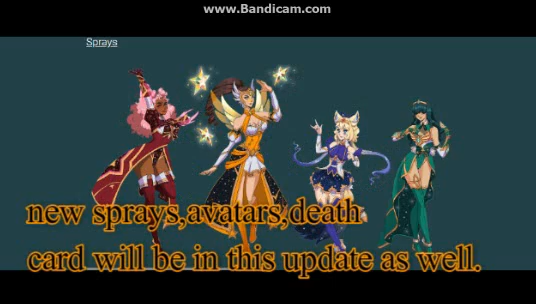 www.Bandicam.com
Sprays
new sprays,avatars,death
card will be in this update as well.